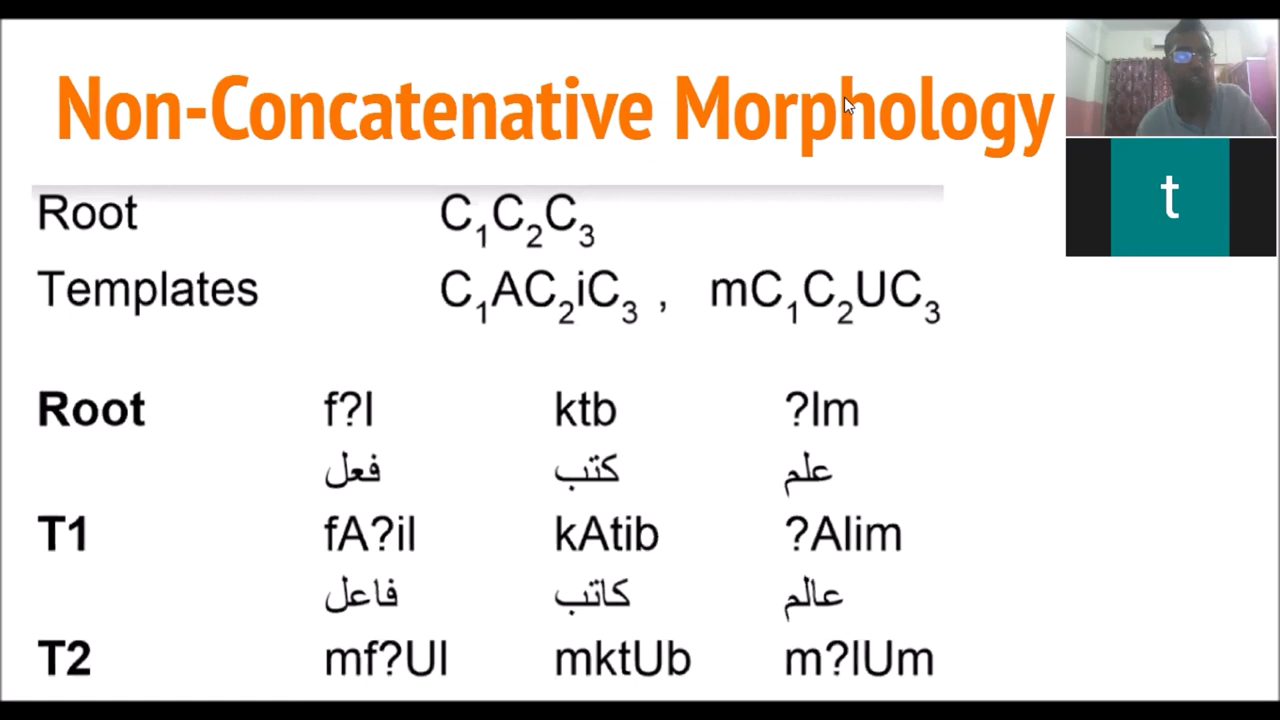 Non-Concatenative Morphology
t
Root C₁C₂C₃
Templates C₁AC₂iC₃ , mC₁C₂UC₃
Root f?l ktb ?lm
فعل كتب علم
T1 fA?il kAtib ?Alim
فاعل كاتب عالم
T2 mf?Ul mktUb m?lUm